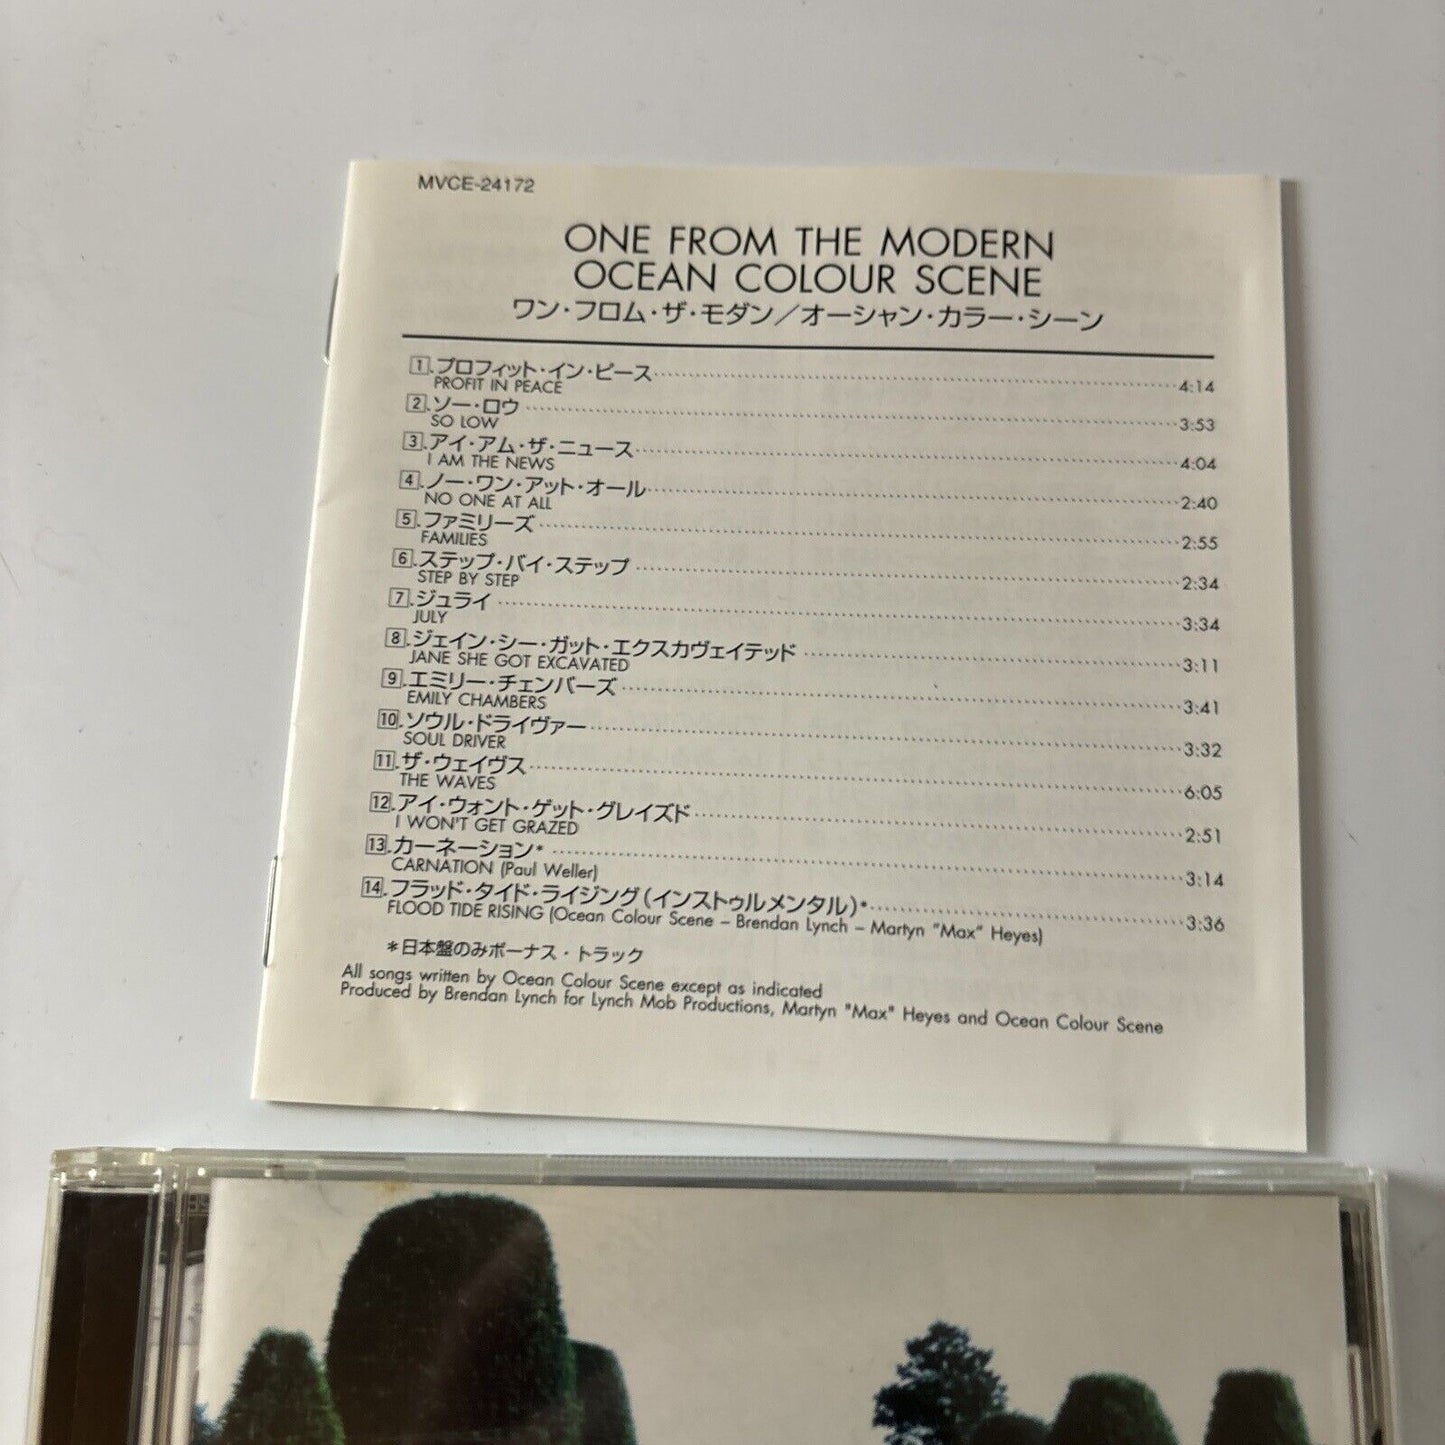 MVCE-24172
ONE FROM THE MODERN
OCEAN COLOUR SCENE
ワン・フロム・ザ・モダン／オーシャン・カラー・シーン
1.プロフィット・イン・ピース 4:14
PROFIT IN PEACE
2.ソー・ロウ 3:53
SO LOW
3.アイ・アム・ザ・ニュース 4:04
I AM THE NEWS
4.ノー・ワン・アット・オール 2:40
NO ONE AT ALL
5.ファミリーズ 2:55
FAMILIES
6.ステップ・バイ・ステップ 2:34
STEP BY STEP
7.ジュライ 3:34
JULY
8.ジェイン・シー・ガット・エクスカヴェイテッド 3:11
JANE SHE GOT EXCAVATED
9.エミリー・チェンバーズ 3:41
EMILY CHAMBERS
10.ソウル・ドライヴァー 3:32
SOUL DRIVER
11.ザ・ウェイヴス 6:05
THE WAVES
12.アイ・ウォント・ゲット・グレイズド 2:51
I WON'T GET GRAZED
13.カーネーション* 3:14
CARNATION (Paul Weller)
14.フラッド・タイド・ライジング(インストゥルメンタル)* 3:36
FLOOD TIDE RISING (Ocean Colour Scene – Brendan Lynch – Martyn "Max" Heyes)
*日本盤のみボーナス・トラック
All songs written by Ocean Colour Scene except as indicated
Produced by Brendan Lynch for Lynch Mob Productions, Martyn "Max" Heyes and Ocean Colour Scene